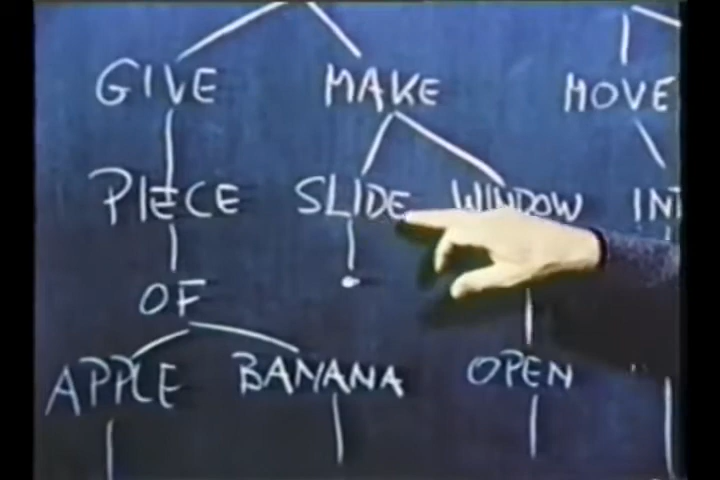 GIVE MAKE MOVE
PIECE SLIDE WINDOW
OF
APPLE BANANA OPEN